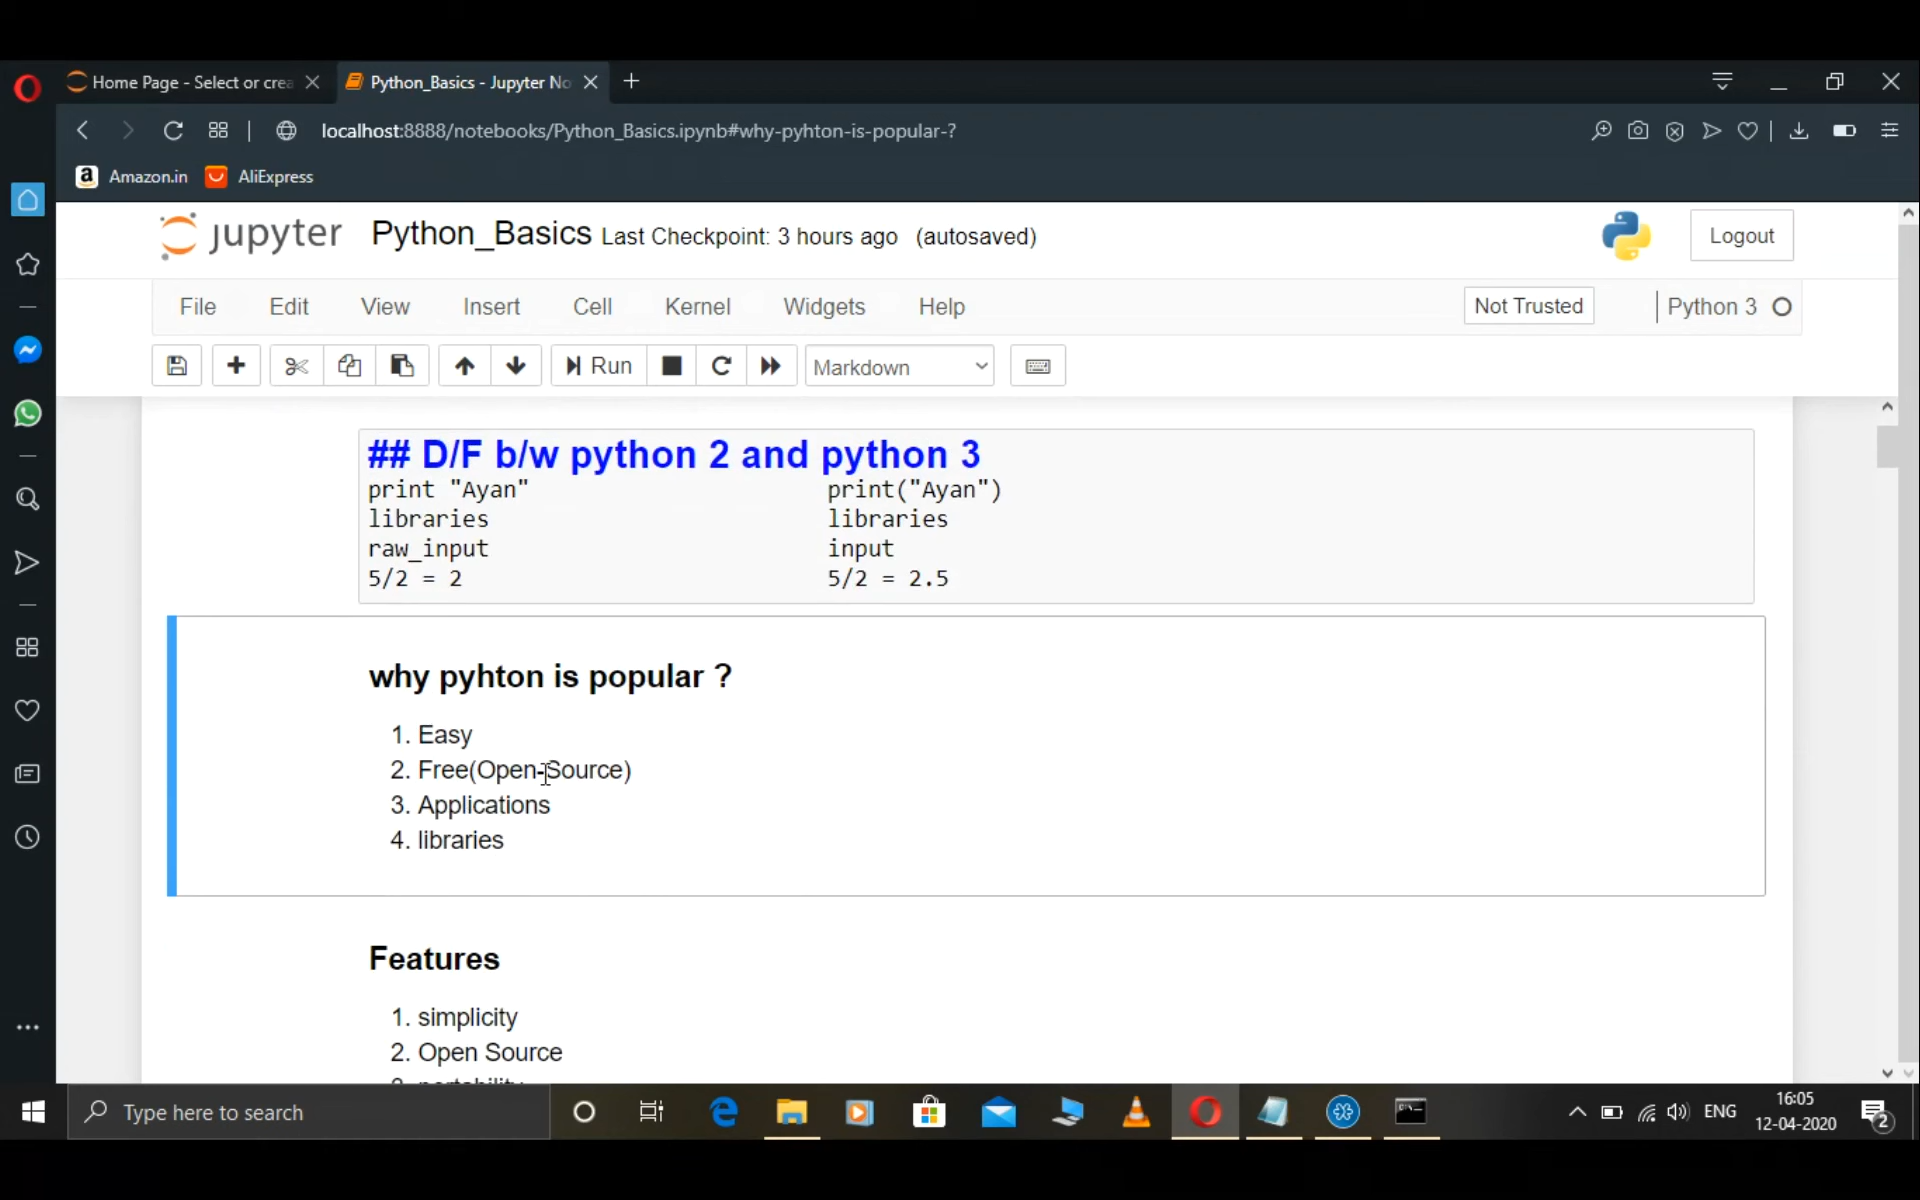 Home Page - Select or crea
Python_Basics - Jupyter No
localhost:8888/notebooks/Python_Basics.ipynb#why-pyhton-is-popular-?
Amazon.in AliExpress
jupyter Python_Basics Last Checkpoint: 3 hours ago (autosaved)
Logout
File Edit View Insert Cell Kernel Widgets Help
Not Trusted
Python 3
Run
Markdown
## D/F b/w python 2 and python 3
print "Ayan" print("Ayan")
libraries libraries
raw_input input
5/2 = 2 5/2 = 2.5
why pyhton is popular ?
1. Easy
2. Free(Open-Source)
3. Applications
4. libraries
Features
1. simplicity
2. Open Source
3. portability
Type here to search
ENG
16:05
12-04-2020
2